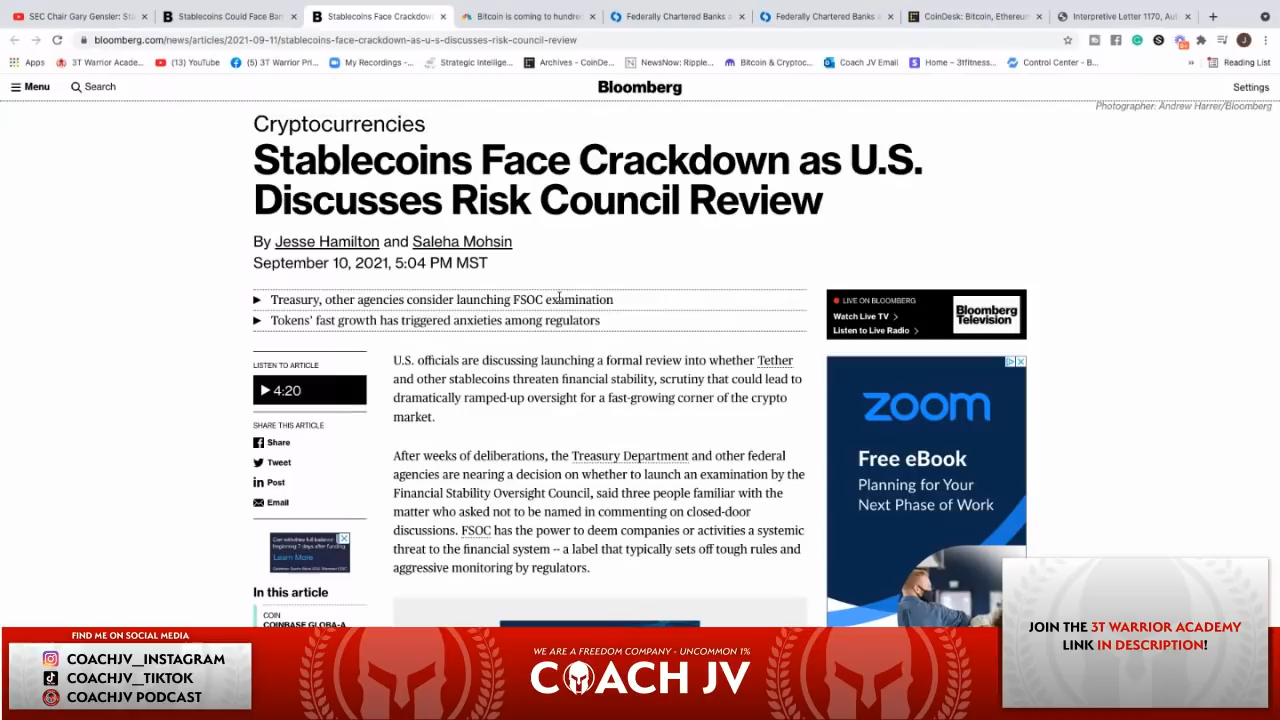 SEC Chair Gary Gensler: Sta
Stablecoins Could Face Ban
Stablecoins Face Crackdown
Bitcoin is coming to hundre
Federally Chartered Banks a
Federally Chartered Banks a
CoinDesk: Bitcoin, Ethereum
Interpretive Letter 1170, Au
bloomberg.com/news/articles/2021-09-11/stablecoins-face-crackdown-as-u-s-discusses-risk-council-review
Apps
3T Warrior Acade...
(13) YouTube
(5) 3T Warrior Pri...
My Recordings -...
Strategic Intellige...
Archives - CoinDe...
NewsNow: Ripple...
Bitcoin & Cryptoc...
Coach JV Email
Home – 3tfitness...
Control Center - B...
»
Reading List
Menu
Search
Bloomberg
Settings
Photographer: Andrew Harrer/Bloomberg
Cryptocurrencies
Stablecoins Face Crackdown as U.S.
Discusses Risk Council Review
By Jesse Hamilton and Saleha Mohsin
September 10, 2021, 5:04 PM MST
Treasury, other agencies consider launching FSOC examination
Tokens' fast growth has triggered anxieties among regulators
LISTEN TO ARTICLE
4:20
SHARE THIS ARTICLE
Share
Tweet
Post
Email
Learn More
In this article
COIN
COINBASE GLOBA-A
U.S. officials are discussing launching a formal review into whether Tether
and other stablecoins threaten financial stability, scrutiny that could lead to
dramatically ramped-up oversight for a fast-growing corner of the crypto
market.
After weeks of deliberations, the Treasury Department and other federal
agencies are nearing a decision on whether to launch an examination by the
Financial Stability Oversight Council, said three people familiar with the
matter who asked not to be named in commenting on closed-door
discussions. FSOC has the power to deem companies or activities a systemic
threat to the financial system -- a label that typically sets off tough rules and
aggressive monitoring by regulators.
LIVE ON BLOOMBERG
Watch Live TV
Listen to Live Radio
Bloomberg
Television
zoom
Free eBook
Planning for Your
Next Phase of Work
FIND ME ON SOCIAL MEDIA
COACHJV_INSTAGRAM
COACHJV_TIKTOK
COACHJV PODCAST
WE ARE A FREEDOM COMPANY - UNCOMMON 1%
COACH JV
JOIN THE 3T WARRIOR ACADEMY
LINK IN DESCRIPTION!